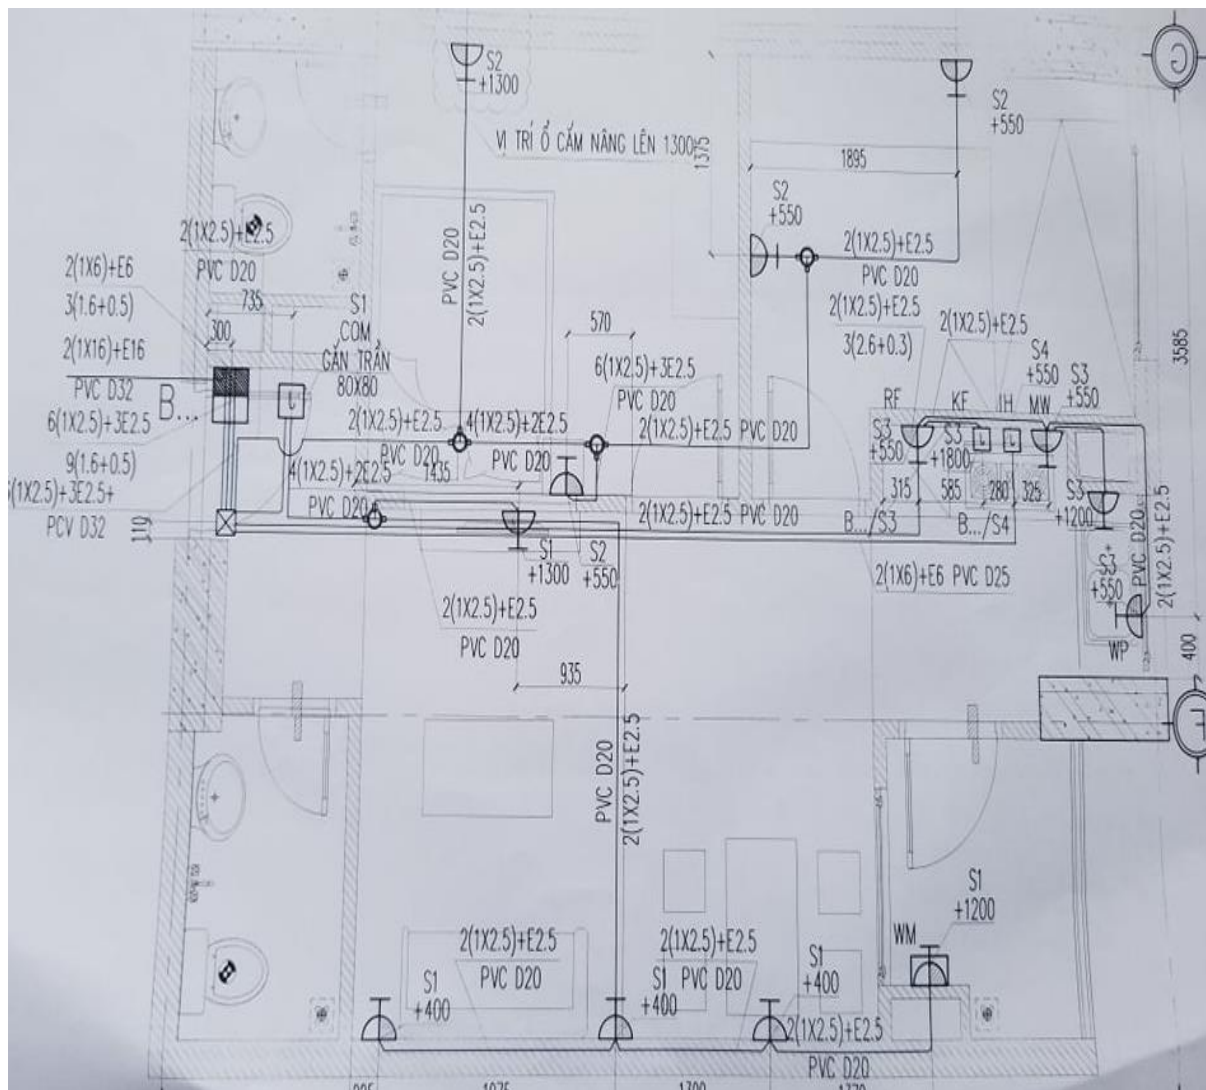 G
S2
+1300
S2
+550
VỊ TRÍ Ổ CẮM NÂNG LÊN 1300
1375
1895
S2
+550
2(1X2.5)+E2.5
PVC D20
PVC D20
2(1X2.5)+E2.5
2(1X2.5)+E2.5
PVC D20
2(1X6)+E6
3(1.6+0.5)
2(1X16)+E16
PVC D32
735
300
S1
COM
GẮN TRẦN
80X80
B...
570
2(1X2.5)+E2.5
3(2.6+0.3)
2(1X2.5)+E2.5
3585
6(1X2.5)+3E2.5
PVC D20
S4
+550
S3
+550
RF
KF
IH
MW
6(1X2.5)+3E2.5
9(1.6+0.5)
2(1X2.5)+E2.5
PVC D20
4(1X2.5)+2E2.5
PVC D20
2(1X2.5)+E2.5 PVC D20
S3
+550
S3
+1800
1435
4(1X2.5)+2E2.5
PVC D20
(1X2.5)+3E2.5+
PCV D32
110
315
585
280
325
S3
+1200
2(1X2.5)+E2.5 PVC D20
B.../S3
B.../S4
S1
+1300
S2
+550
2(1X6)+E6 PVC D25
+550
PVC D20
2(1X2.5)+E2.5
WP
400
2(1X2.5)+E2.5
PVC D20
935
F
PVC D20
2(1X2.5)+E2.5
S1
+1200
WM
2(1X2.5)+E2.5
PVC D20
2(1X2.5)+E2.5
PVC D20
S1
+400
S1
+400
S1
+400
2(1X2.5)+E2.5
PVC D20